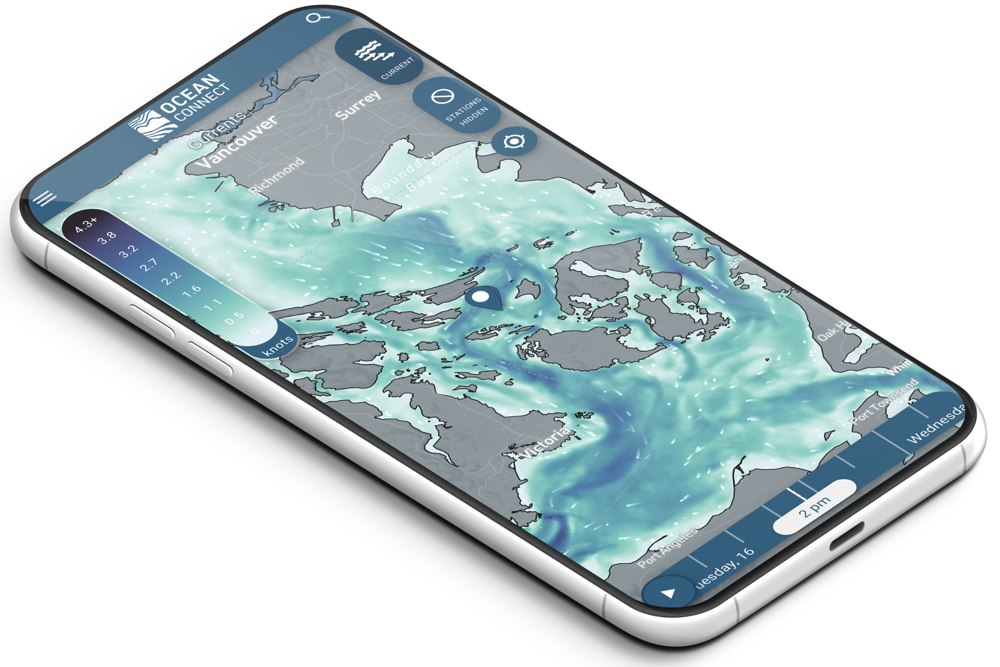 OCEAN
CONNECT
Currents
CURRENT
STATIONS
HIDDEN
Vancouver
Surrey
Richmond
Boundary
Bay
4.3+
3.8
3.2
2.7
2.2
1.6
1.1
0.5
0
knots
Be
Ana
Oak Ha
Whid
Port Townsend
Victoria
Port Angeles
uesday, 16
2 pm
Wednesda